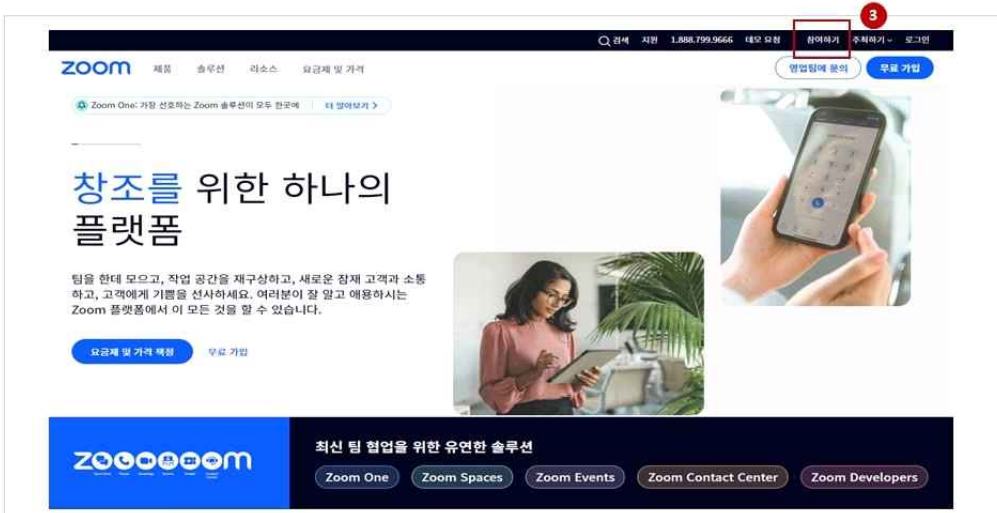 3
검색 지원 1.888.799.9666 데모 요청 참여하기 주최하기 로그인
zoom 제품 솔루션 리소스 요금제 및 가격 영업팀에 문의 무료 가입
Zoom One: 가장 선호하는 Zoom 솔루션이 모두 한곳에 더 알아보기
창조를 위한 하나의
플랫폼
팀을 한데 모으고, 작업 공간을 재구상하고, 새로운 잠재 고객과 소통
하고, 고객에게 기쁨을 선사하세요. 여러분이 잘 알고 애용하시는
Zoom 플랫폼에서 이 모든 것을 할 수 있습니다.
요금제 및 가격 책정 무료 가입
최신 팀 협업을 위한 유연한 솔루션
zoooooom
Zoom One Zoom Spaces Zoom Events Zoom Contact Center Zoom Developers